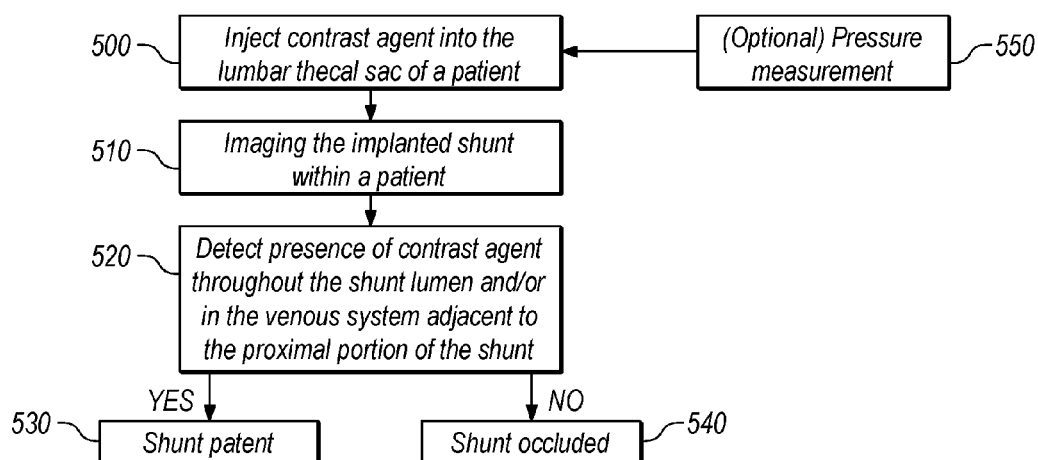 500
Inject contrast agent into the
lumbar thecal sac of a patient
(Optional) Pressure
measurement
550
510
Imaging the implanted shunt
within a patient
520
Detect presence of contrast agent
throughout the shunt lumen and/or
in the venous system adjacent to
the proximal portion of the shunt
YES
NO
530
Shunt patent
Shunt occluded
540